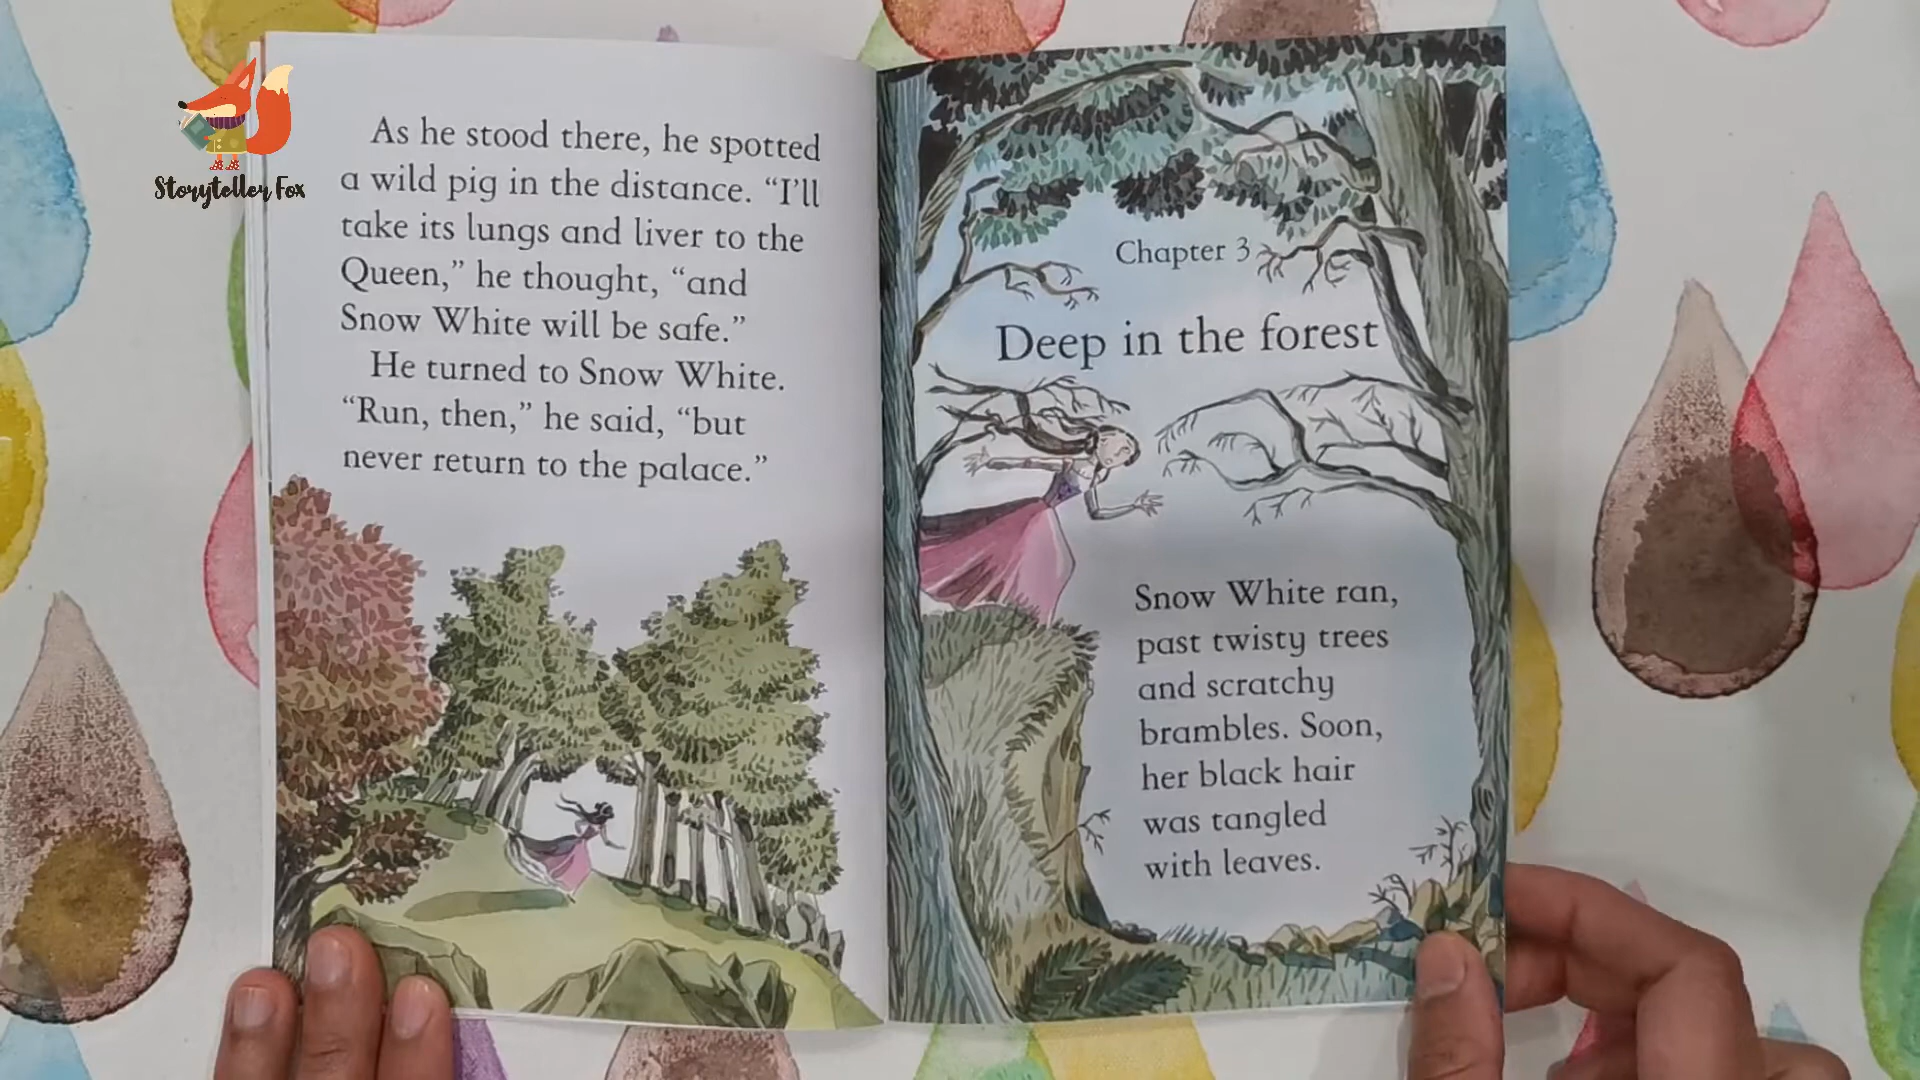 Storyteller Fox
As he stood there, he spotted
a wild pig in the distance. “I’ll
take its lungs and liver to the
Queen,” he thought, “and
Snow White will be safe.”
He turned to Snow White.
“Run, then,” he said, “but
never return to the palace.”
Chapter 3
Deep in the forest
Snow White ran,
past twisty trees
and scratchy
brambles. Soon,
her black hair
was tangled
with leaves.